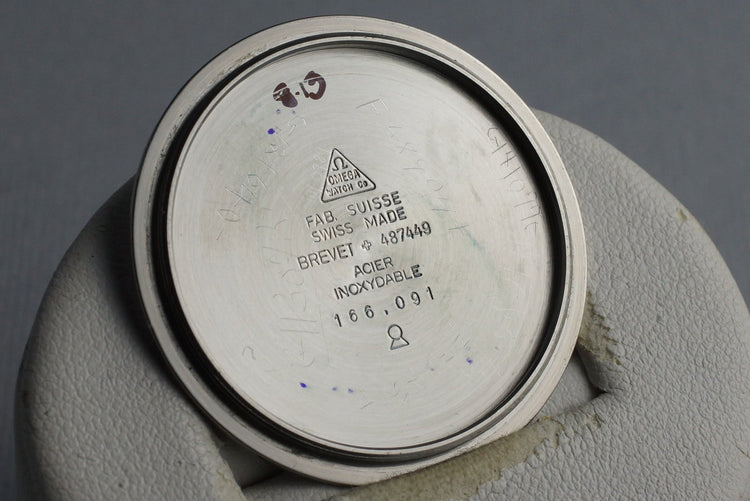 Ω
OMEGA
WATCH CO
FAB. SUISSE
SWISS MADE
BREVET ✚ 487449
ACIER
INOXYDABLE
166.091